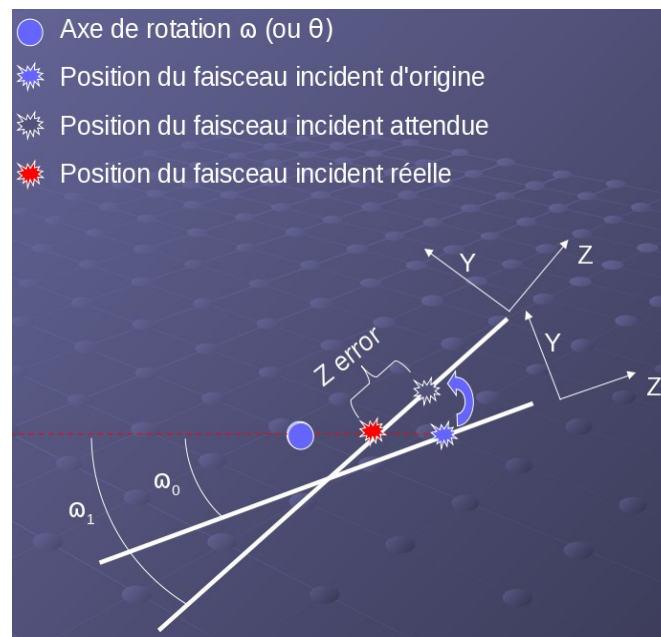 Axe de rotation ω (ou θ)
Position du faisceau incident d'origine
Position du faisceau incident attendue
Position du faisceau incident réelle
Y
Z
Z error
Y
Z
ω₀
ω₁